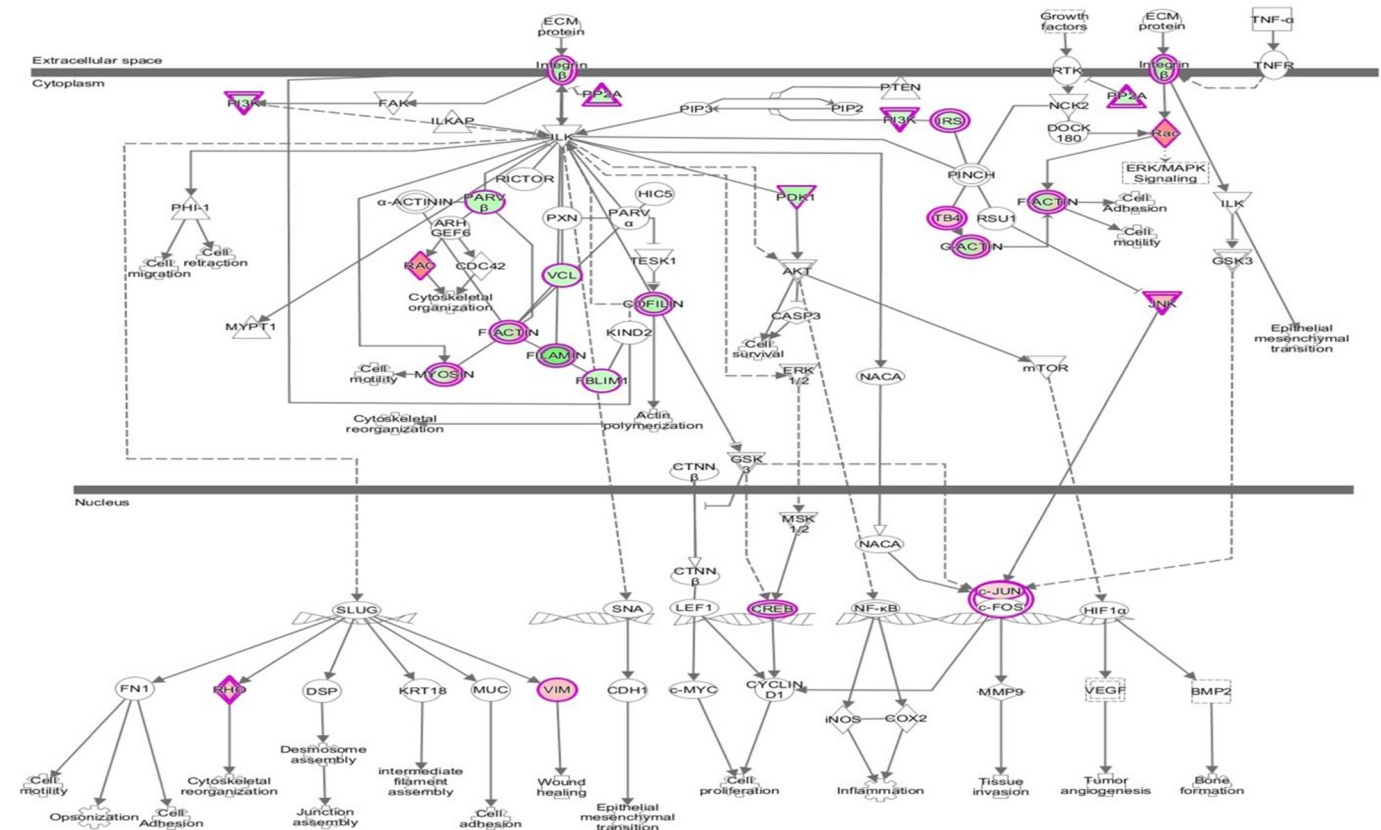 ECM
protein
Growth
factors
ECM
protein
TNF-α
Extracellular space
Integrin
β
RTK
Integrin
β
TNFR
Cytoplasm
PI3K
FAK
PP2A
PTEN
PP2A
ILKAP
PIP3
PIP2
PI3K
IRS
NCK2
DOCK
180
Rac
ILK
ERK/MAPK
Signaling
RICTOR
PINCH
PHI-1
α-ACTININ
PARV
β
HIC5
PDK1
F-ACTIN
Cell
Adhesion
ILK
PXN
PARV
α
TB4
RSU1
ARH
GEF6
Cell
motility
G-ACTIN
Cell
migration
Cell
retraction
RAC
CDC42
VCL
TESK1
AKT
GSK3
Cytoskeletal
organization
COFILIN
JNK
MYPT1
F-ACTIN
KIND2
CASP3
Cell
survival
Epithelial
mesenchymal
transition
FILAMIN
Cell
motility
MYOSIN
FBLIM1
ERK
1/2
NACA
mTOR
Cytoskeletal
reorganization
Actin
polymerization
CTNN
β
GSK
3
Nucleus
MSK
1/2
NACA
CTNN
β
c-JUN
c-FOS
SLUG
SNA
LEF1
CREB
NF-κB
HIF1α
FN1
RHO
DSP
KRT18
MUC
VIM
CDH1
c-MYC
CYCLIN
D1
MMP9
VEGF
BMP2
iNOS
COX2
Desmosome
assembly
Cell
motility
Cytoskeletal
reorganization
intermediate
filament
assembly
Wound
healing
Cell
proliferation
Inflammation
Tissue
invasion
Tumor
angiogenesis
Bone
formation
Opsonization
Cell
Adhesion
Junction
assembly
Cell
adhesion
Epithelial
mesenchymal
transition